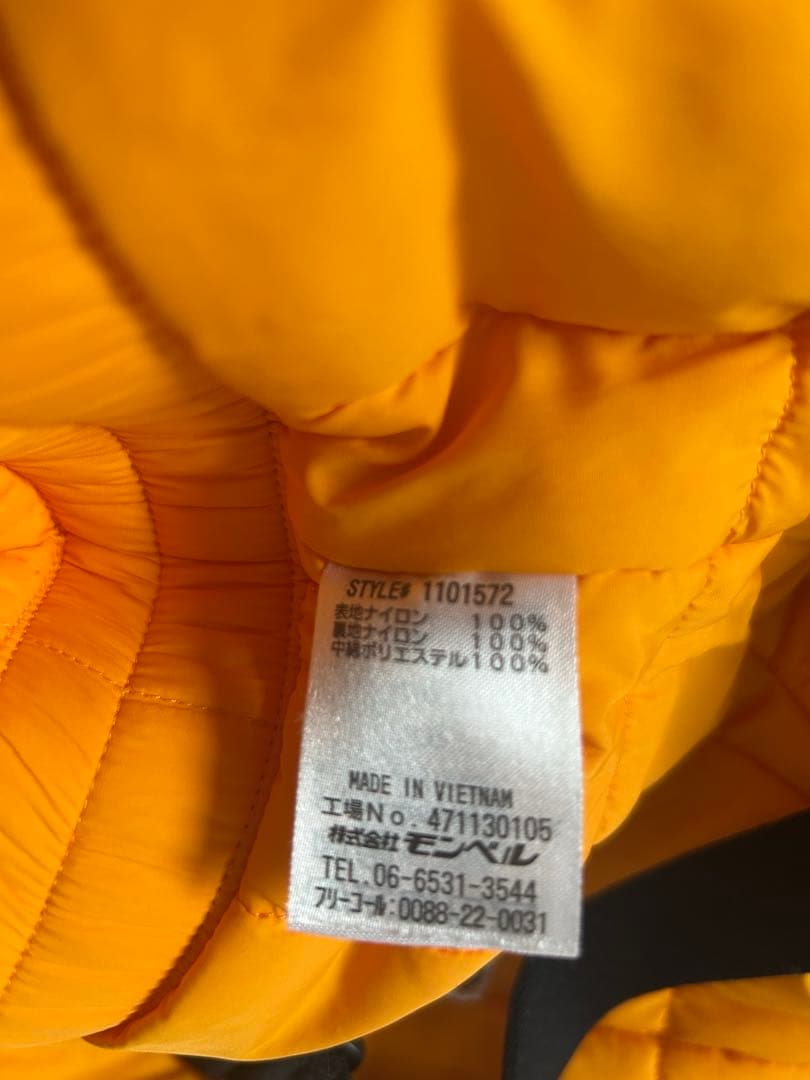 STYLE# 1101572
表地ナイロン 100%
裏地ナイロン 100%
中綿ポリエステル100%
MADE IN VIETNAM
工場No. 471130105
株式会社モンベル
TEL.06-6531-3544
フリーコール:0088-22-0031